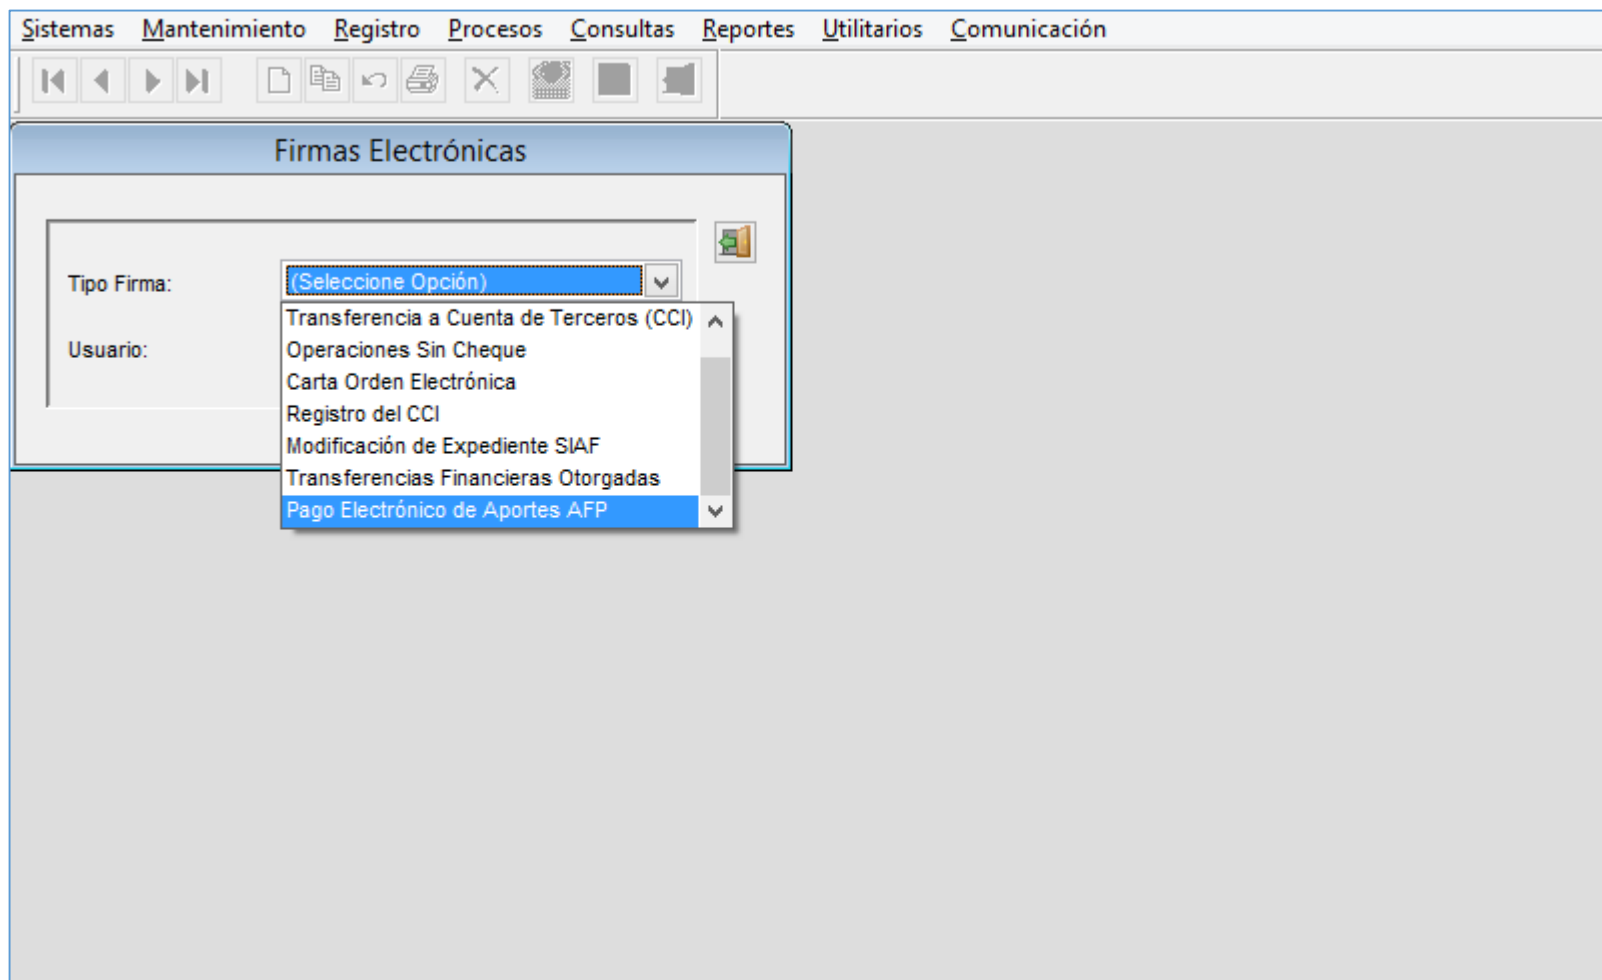 Sistemas Mantenimiento Registro Procesos Consultas Reportes Utilitarios Comunicación
Firmas Electrónicas
Tipo Firma: (Seleccione Opción)
Transferencia a Cuenta de Terceros (CCI)
Usuario:
Operaciones Sin Cheque
Carta Orden Electrónica
Registro del CCI
Modificación de Expediente SIAF
Transferencias Financieras Otorgadas
Pago Electrónico de Aportes AFP